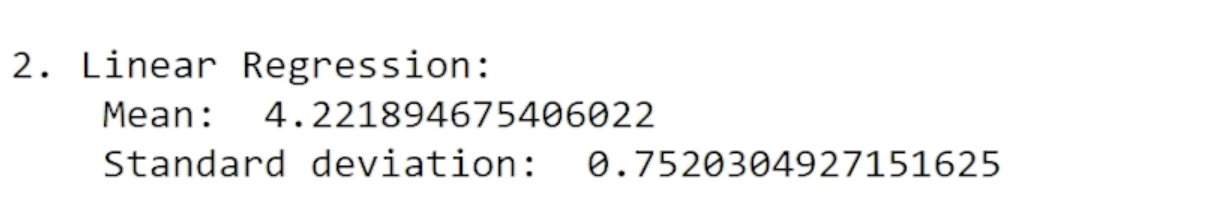 2. Linear Regression:
Mean: 4.221894675406022
Standard deviation: 0.7520304927151625